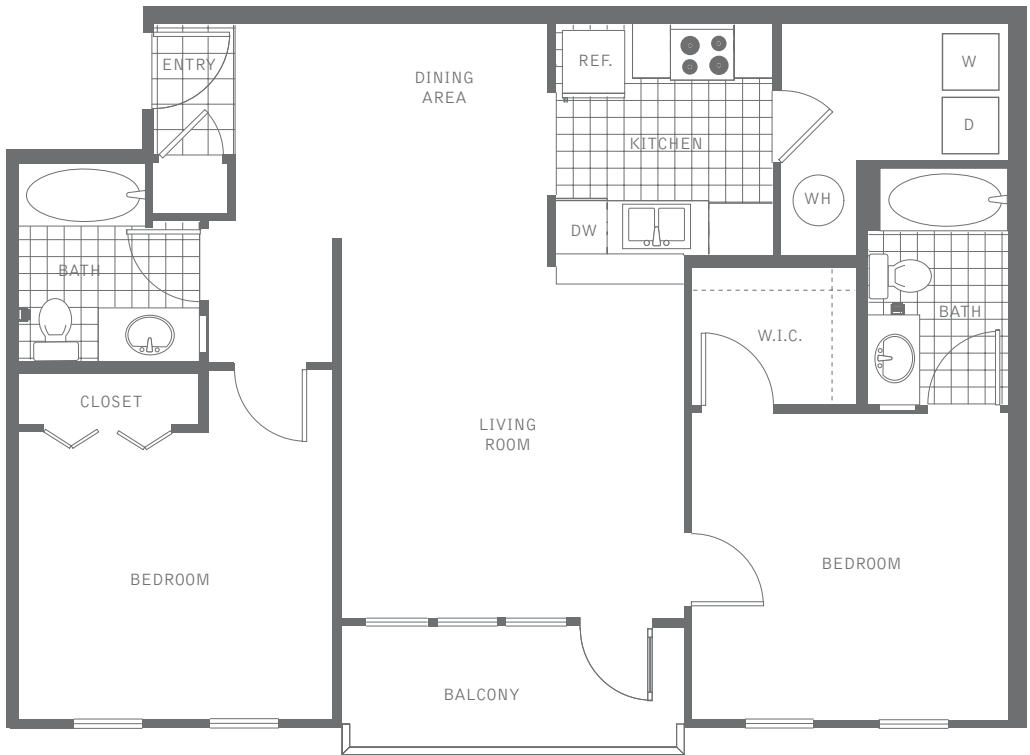 ENTRY
DINING
AREA
REF.
W
D
KITCHEN
WH
DW
BATH
BATH
W.I.C.
CLOSET
LIVING
ROOM
BEDROOM
BEDROOM
BALCONY